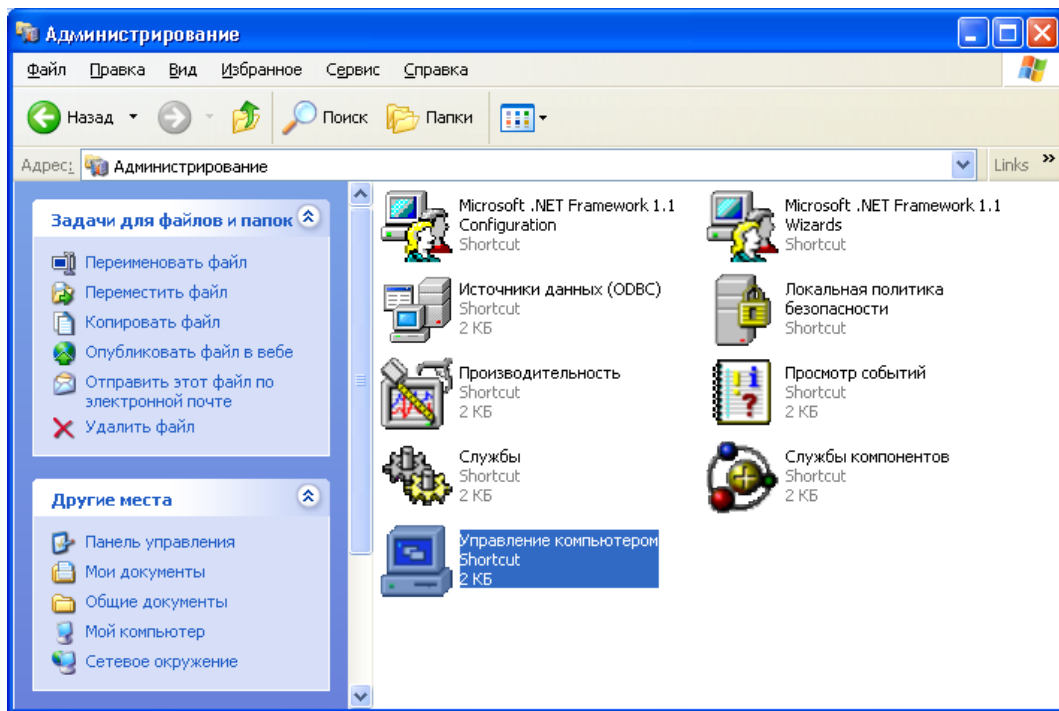 Администрирование
Файл Правка Вид Избранное Сервис Справка
Назад Поиск Папки
Адрес: Администрирование Links »
Задачи для файлов и папок
Переименовать файл
Переместить файл
Копировать файл
Опубликовать файл в вебе
Отправить этот файл по
электронной почте
Удалить файл
Другие места
Панель управления
Мои документы
Общие документы
Мой компьютер
Сетевое окружение
Microsoft .NET Framework 1.1
Configuration
Shortcut
Microsoft .NET Framework 1.1
Wizards
Shortcut
Источники данных (ODBC)
Shortcut
2 КБ
Локальная политика
безопасности
Shortcut
Производительность
Shortcut
2 КБ
Просмотр событий
Shortcut
2 КБ
Службы
Shortcut
2 КБ
Службы компонентов
Shortcut
2 КБ
Управление компьютером
Shortcut
2 КБ